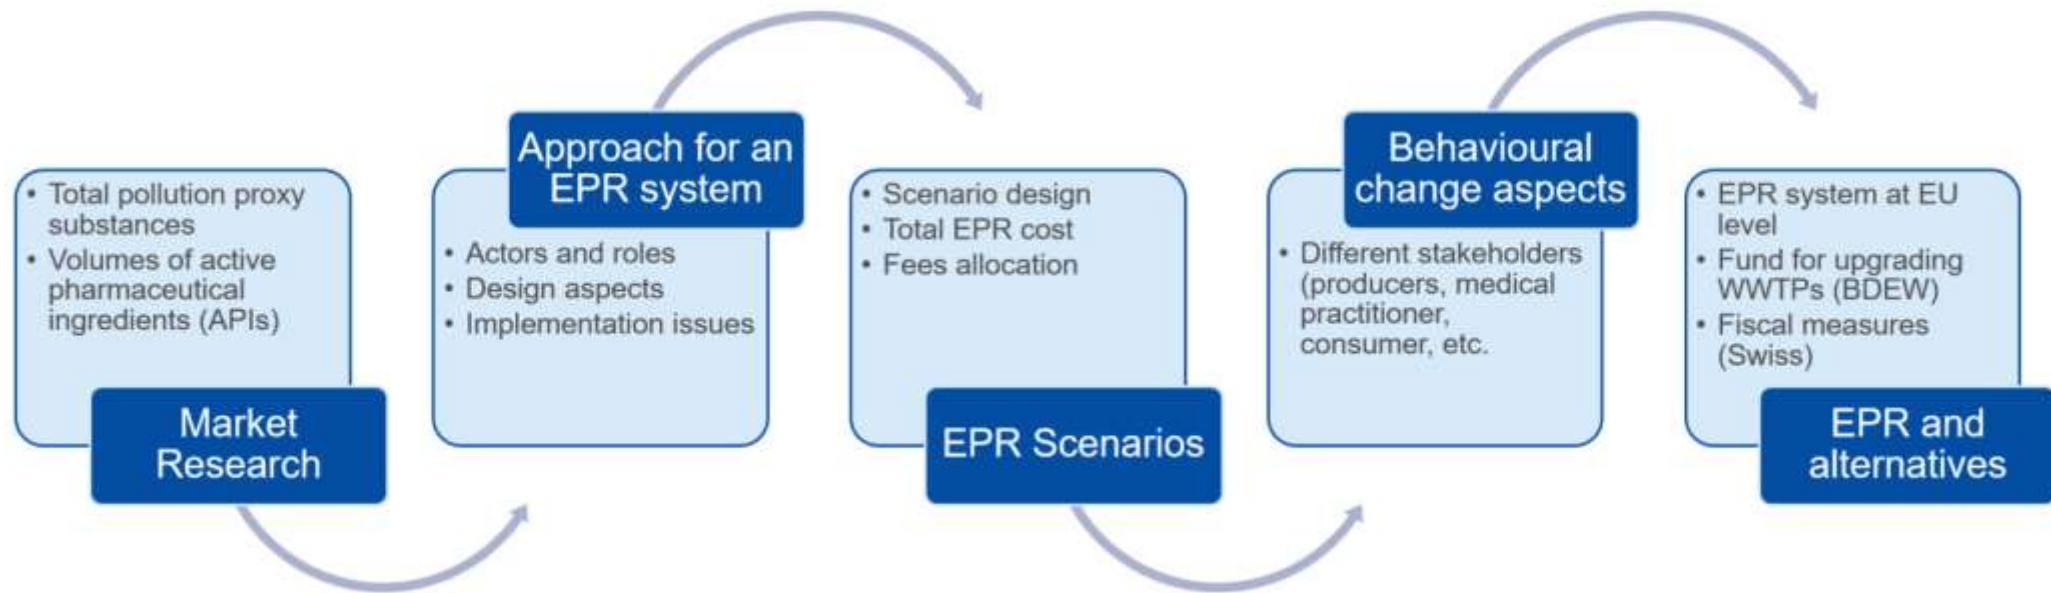 • Total pollution proxy
substances
• Volumes of active
pharmaceutical
ingredients (APIs)
Market
Research
Approach for an
EPR system
• Actors and roles
• Design aspects
• Implementation issues
• Scenario design
• Total EPR cost
• Fees allocation
EPR Scenarios
Behavioural
change aspects
• Different stakeholders
(producers, medical
practitioner,
consumer, etc.
• EPR system at EU
level
• Fund for upgrading
WWTPs (BDEW)
• Fiscal measures
(Swiss)
EPR and
alternatives